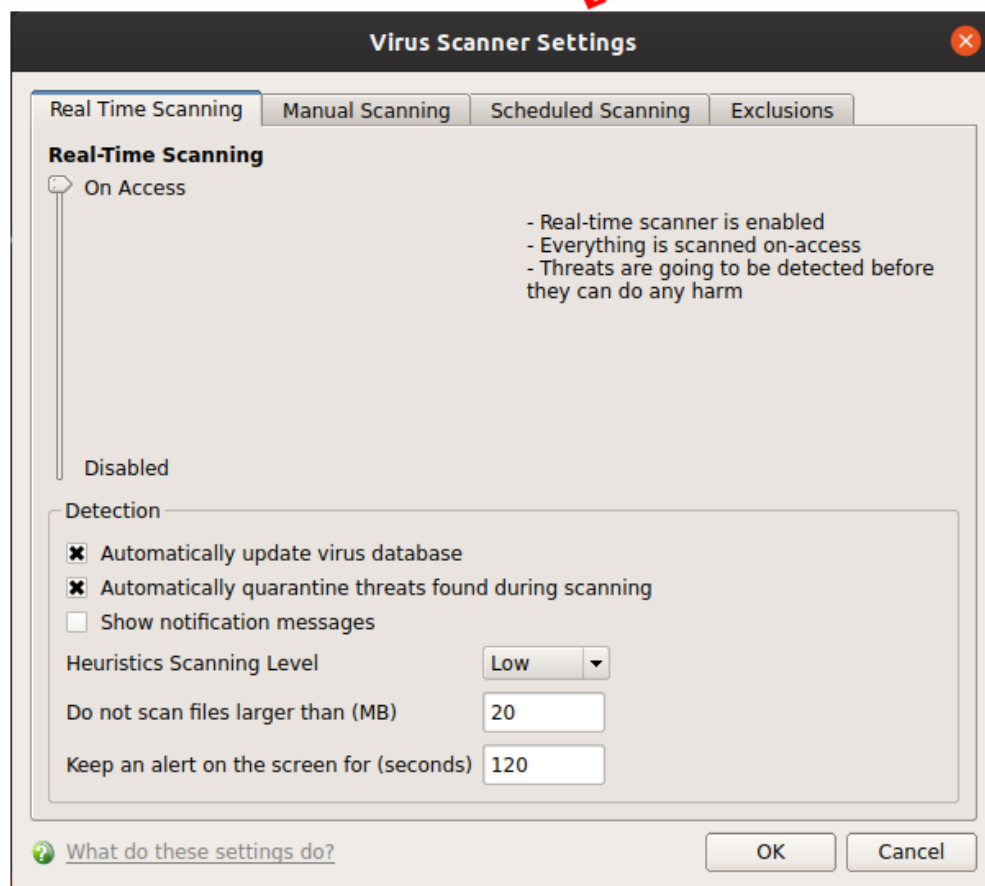 Virus Scanner Settings
Real Time Scanning
Manual Scanning
Scheduled Scanning
Exclusions
Real-Time Scanning
On Access
- Real-time scanner is enabled
- Everything is scanned on-access
- Threats are going to be detected before
they can do any harm
Disabled
Detection
Automatically update virus database
Automatically quarantine threats found during scanning
Show notification messages
Heuristics Scanning Level
Low
Do not scan files larger than (MB)
20
Keep an alert on the screen for (seconds)
120
What do these settings do?
OK
Cancel